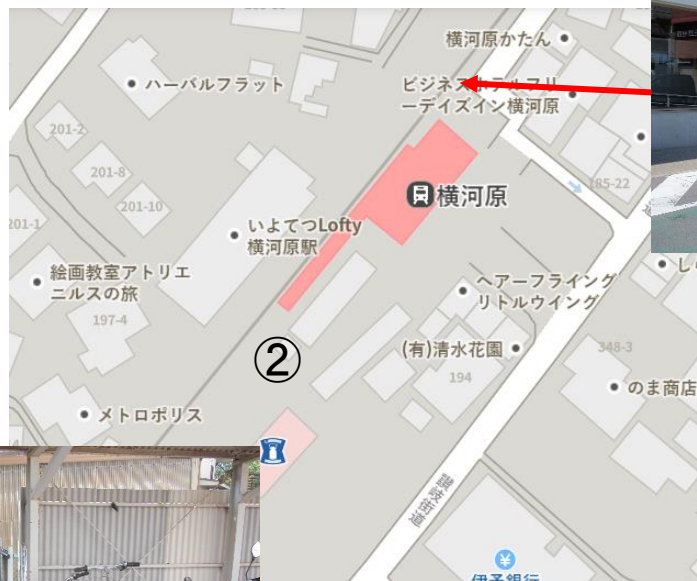 横河原かたん
ハーバルフラット
ビジネスホテルフリ
ーデイズイン横河原
201-2
201-8
201-10
201-1
185-22
横河原
いよてつLofty
横河原駅
絵画教室アトリエ
ニルスの旅
197-4
ヘアーフライング
リトルウイング
②
(有)清水花園
348-3
194
のま商店
メトロポリス
讃岐街道
伊予銀行